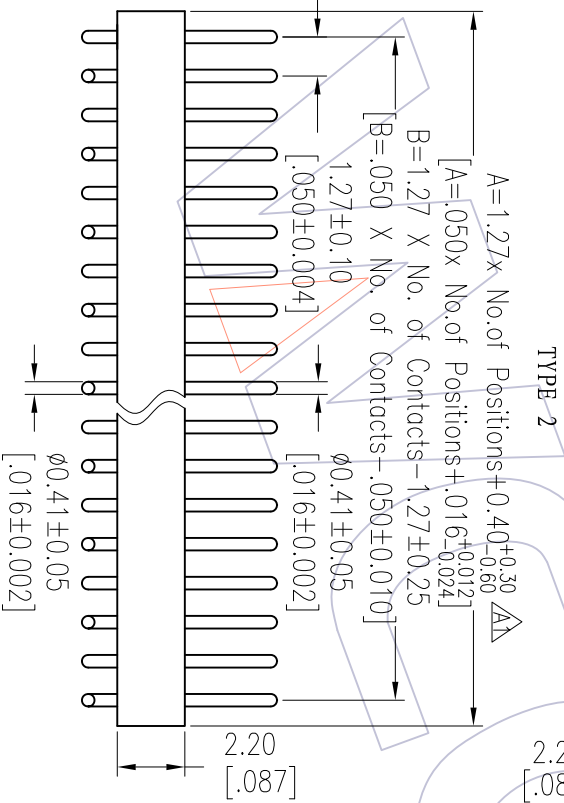 TYPE 2
A=1.27x No.of Positions+0.40+0.30 -0.60
A1
[A=.050x No.of Positions+.016+0.012 -0.024]
B=1.27 X No. of Contacts-1.27±0.25
[B=.050 X No. of Contacts-.050±0.010]
1.27±0.10
[.050±0.004]
ø0.41±0.05
[.016±0.002]
ø0.41±0.05
[.016±0.002]
2.20
[.087]
2.2
[.08